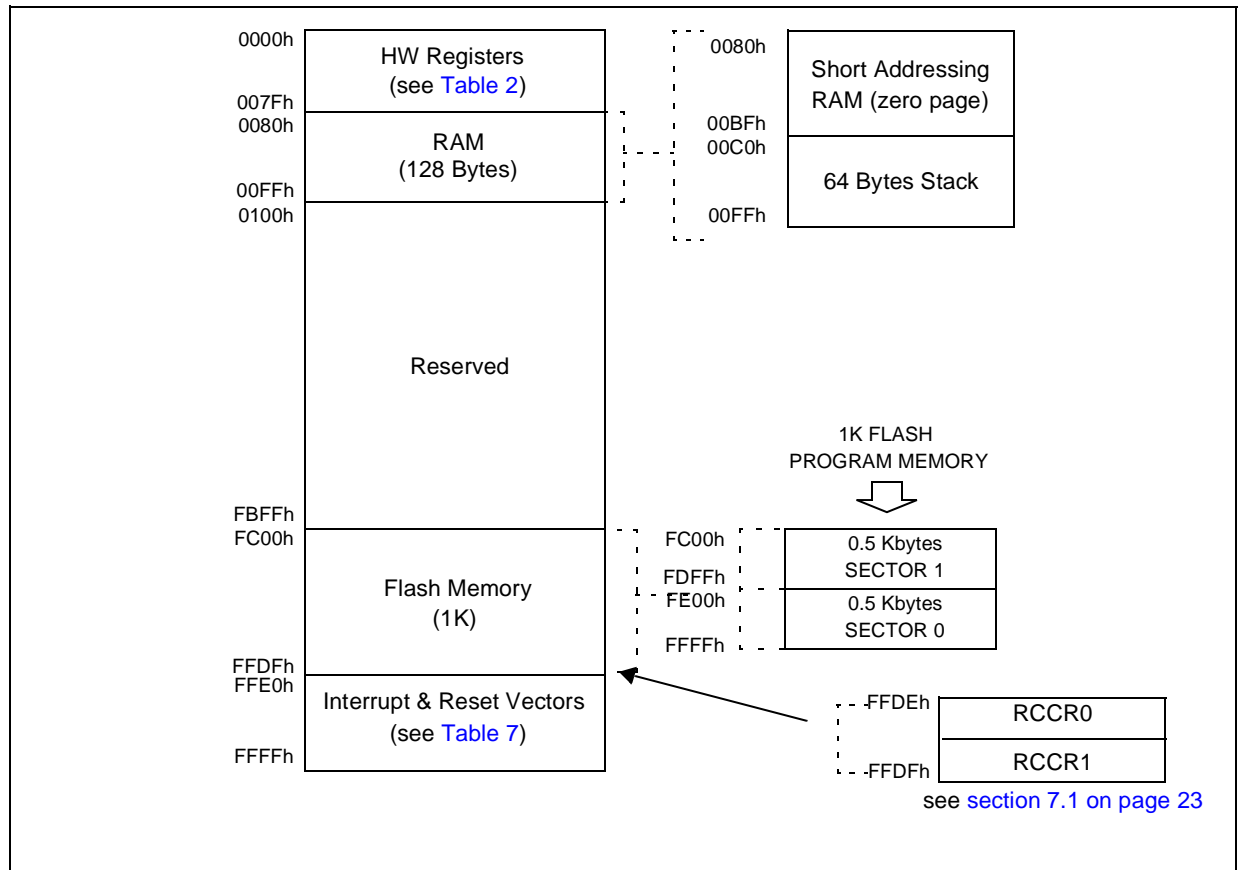 0000h
HW Registers
(see Table 2)
007Fh
0080h
RAM
(128 Bytes)
00FFh
0100h
Reserved
FBFFh
FC00h
Flash Memory
(1K)
FFDFh
FFE0h
Interrupt & Reset Vectors
(see Table 7)
FFFFh
0080h
Short Addressing
RAM (zero page)
00BFh
00C0h
64 Bytes Stack
00FFh
1K FLASH
PROGRAM MEMORY
FC00h
0.5 Kbytes
SECTOR 1
FDFFh
FE00h
0.5 Kbytes
SECTOR 0
FFFFh
FFDEh
RCCR0
RCCR1
FFDFh
see section 7.1 on page 23